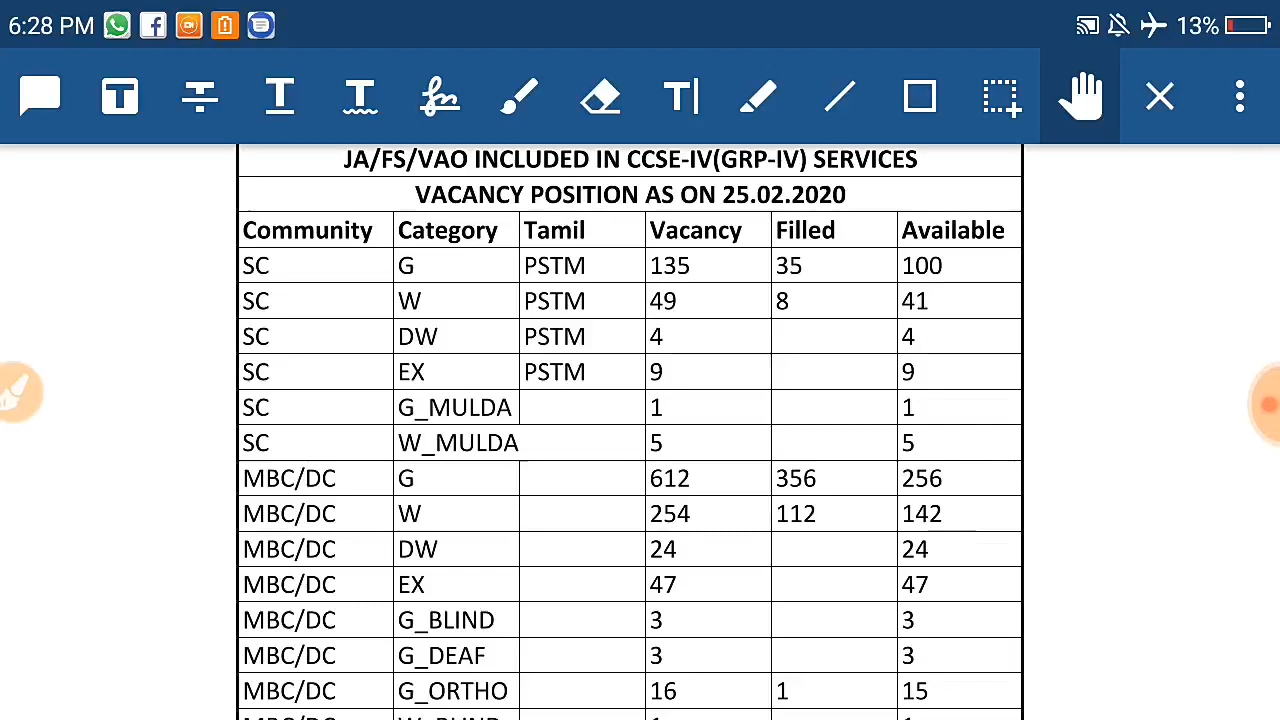 6:28 PM 13%
JA/FS/VAO INCLUDED IN CCSE-IV(GRP-IV) SERVICES
VACANCY POSITION AS ON 25.02.2020
Community Category Tamil Vacancy Filled Available
SC G PSTM 135 35 100
SC W PSTM 49 8 41
SC DW PSTM 4 4
SC EX PSTM 9 9
SC G_MULDA 1 1
SC W_MULDA 5 5
MBC/DC G 612 356 256
MBC/DC W 254 112 142
MBC/DC DW 24 24
MBC/DC EX 47 47
MBC/DC G_BLIND 3 3
MBC/DC G_DEAF 3 3
MBC/DC G_ORTHO 16 1 15